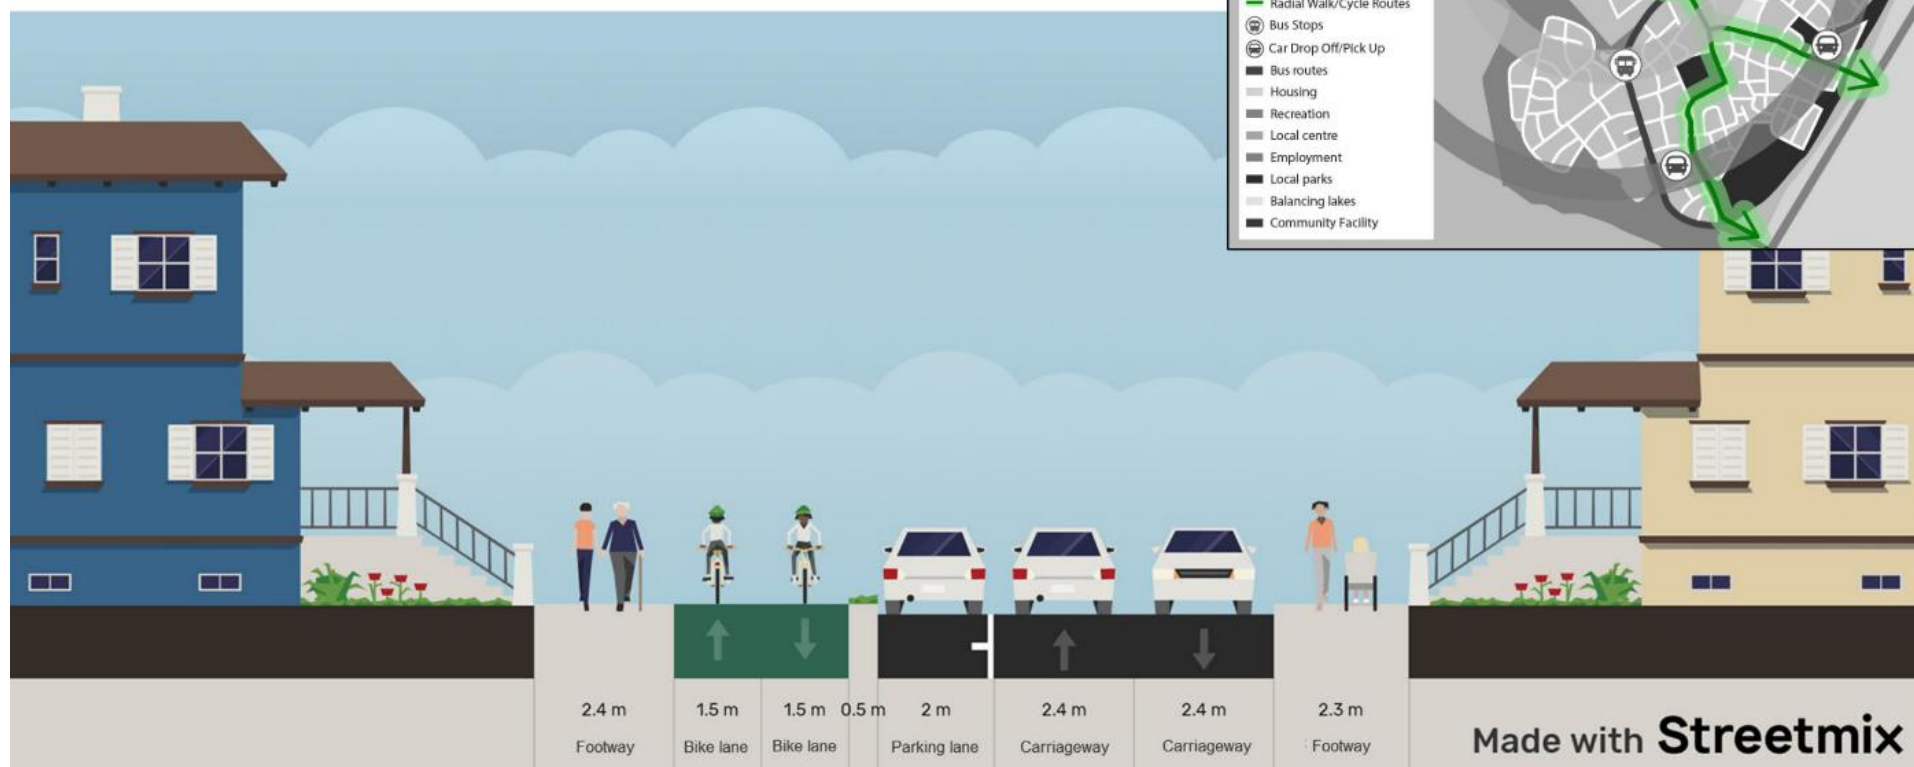 Radial Walk/Cycle Routes
Bus Stops
Car Drop Off/Pick Up
Bus routes
Housing
Recreation
Local centre
Employment
Local parks
Balancing lakes
Community Facility
2.4 m 1.5 m 1.5 m 0.5 m 2 m 2.4 m 2.4 m 2.3 m
Footway Bike lane Bike lane Parking lane Carriageway Carriageway Footway
Made with Streetmix